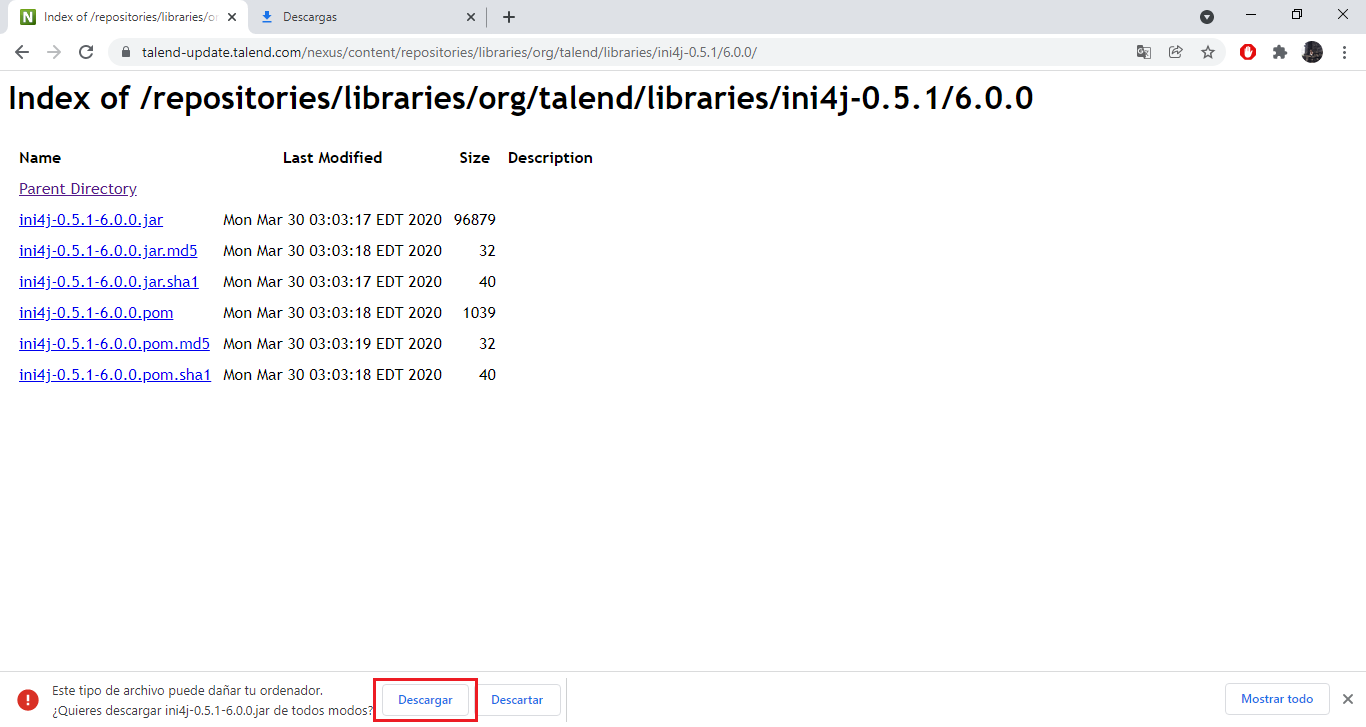 Index of /repositories/libraries/or
Descargas
talend-update.talend.com/nexus/content/repositories/libraries/org/talend/libraries/ini4j-0.5.1/6.0.0/
Index of /repositories/libraries/org/talend/libraries/ini4j-0.5.1/6.0.0
Name Last Modified Size Description
Parent Directory
ini4j-0.5.1-6.0.0.jar Mon Mar 30 03:03:17 EDT 2020 96879
ini4j-0.5.1-6.0.0.jar.md5 Mon Mar 30 03:03:18 EDT 2020 32
ini4j-0.5.1-6.0.0.jar.sha1 Mon Mar 30 03:03:17 EDT 2020 40
ini4j-0.5.1-6.0.0.pom Mon Mar 30 03:03:18 EDT 2020 1039
ini4j-0.5.1-6.0.0.pom.md5 Mon Mar 30 03:03:19 EDT 2020 32
ini4j-0.5.1-6.0.0.pom.sha1 Mon Mar 30 03:03:18 EDT 2020 40
Este tipo de archivo puede dañar tu ordenador.
¿Quieres descargar ini4j-0.5.1-6.0.0.jar de todos modos?
Descargar
Descartar
Mostrar todo